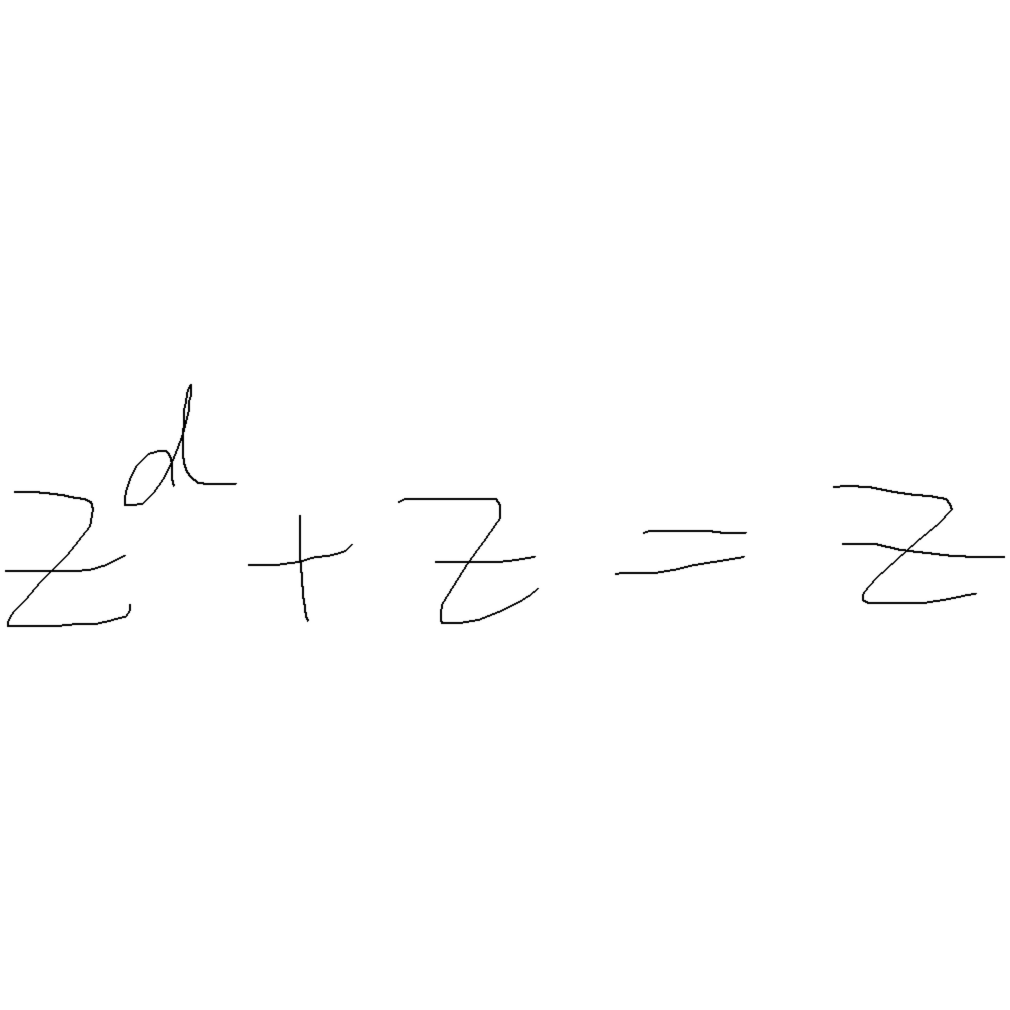 z^d + z = z